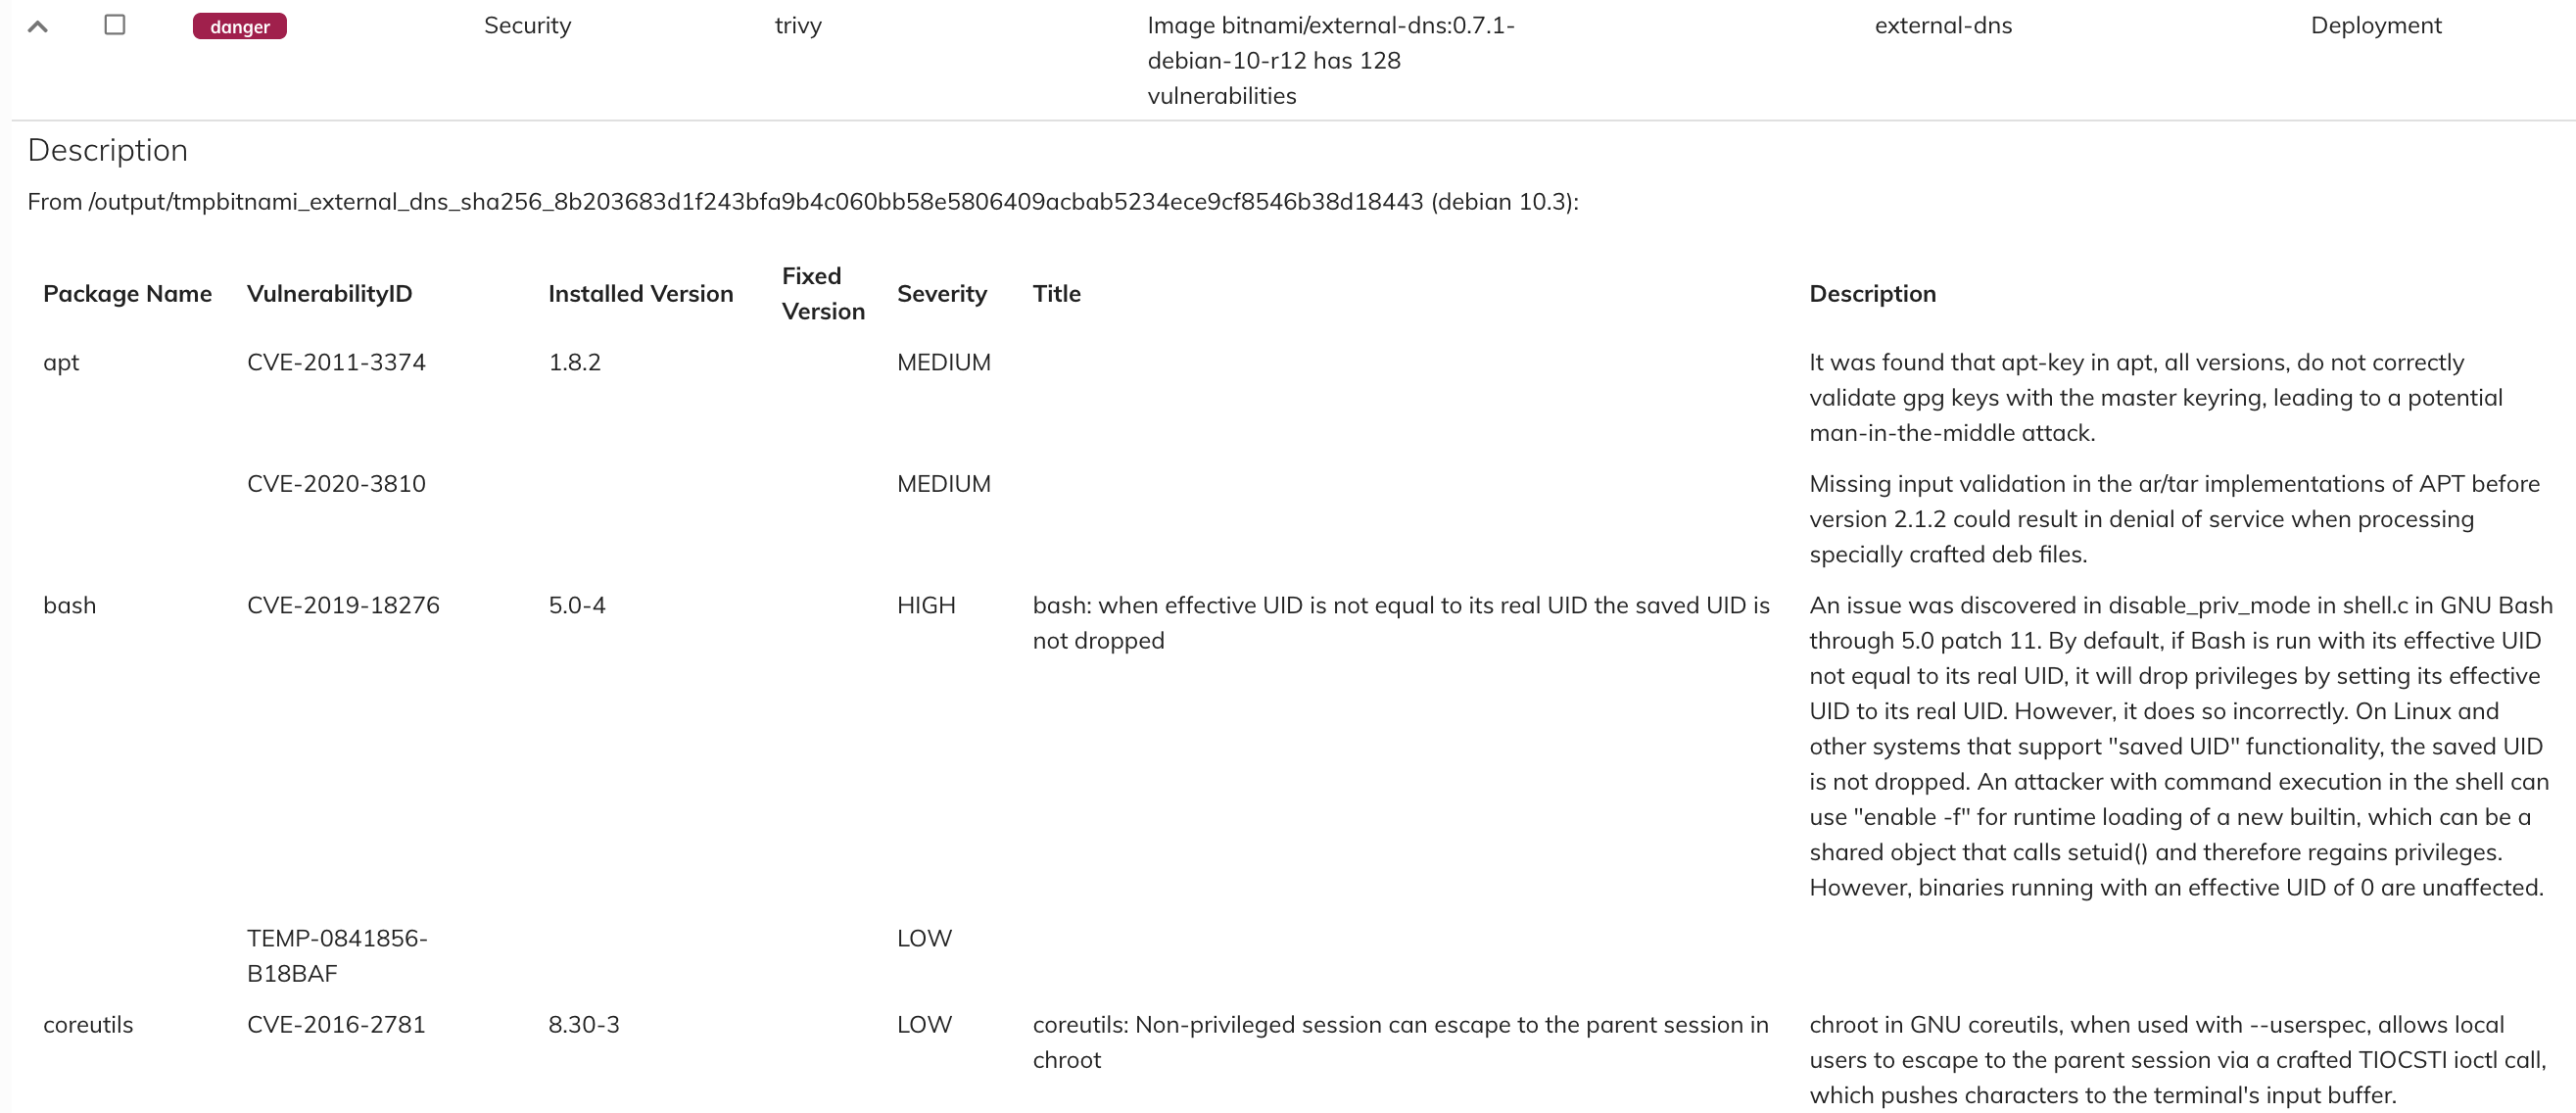 danger Security trivy Image bitnami/external-dns:0.7.1- external-dns Deployment
debian-10-r12 has 128
vulnerabilities
Description
From /output/tmpbitnami_external_dns_sha256_8b203683d1f243bfa9b4c060bb58e5806409acbab5234ece9cf8546b38d18443 (debian 10.3):
Package Name VulnerabilityID Installed Version Fixed Version Severity Title Description
apt CVE-2011-3374 1.8.2 MEDIUM It was found that apt-key in apt, all versions, do not correctly
validate gpg keys with the master keyring, leading to a potential
man-in-the-middle attack.
CVE-2020-3810 MEDIUM Missing input validation in the ar/tar implementations of APT before
version 2.1.2 could result in denial of service when processing
specially crafted deb files.
bash CVE-2019-18276 5.0-4 HIGH bash: when effective UID is not equal to its real UID the saved UID is An issue was discovered in disable_priv_mode in shell.c in GNU Bash
not dropped through 5.0 patch 11. By default, if Bash is run with its effective UID
not equal to its real UID, it will drop privileges by setting its effective
UID to its real UID. However, it does so incorrectly. On Linux and
other systems that support "saved UID" functionality, the saved UID
is not dropped. An attacker with command execution in the shell can
use "enable -f" for runtime loading of a new builtin, which can be a
shared object that calls setuid() and therefore regains privileges.
However, binaries running with an effective UID of 0 are unaffected.
TEMP-0841856- LOW
B18BAF
coreutils CVE-2016-2781 8.30-3 LOW coreutils: Non-privileged session can escape to the parent session in chroot in GNU coreutils, when used with --userspec, allows local
chroot users to escape to the parent session via a crafted TIOCSTI ioctl call,
which pushes characters to the terminal's input buffer.